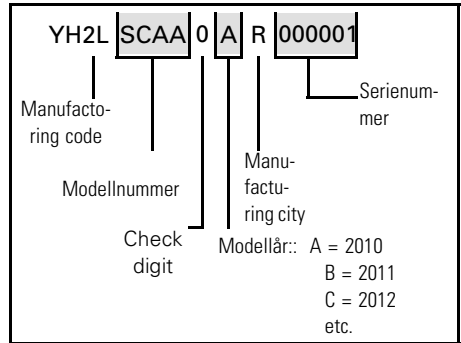 YH2L SCAA 0 A R 000001
Manufacto-
ring code
Modellnummer
Check
digit
Modellår:: A = 2010
B = 2011
C = 2012
etc.
Manu-
factu-
ring city
Serienum-
mer